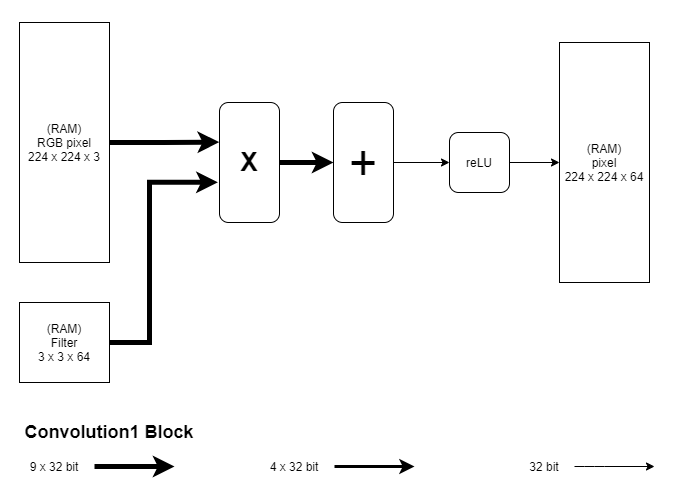 (RAM)
RGB pixel
224 x 224 x 3
(RAM)
Filter
3 x 3 x 64
X
+
reLU
(RAM)
pixel
224 x 224 x 64
Convolution1 Block
9 x 32 bit
4 x 32 bit
32 bit